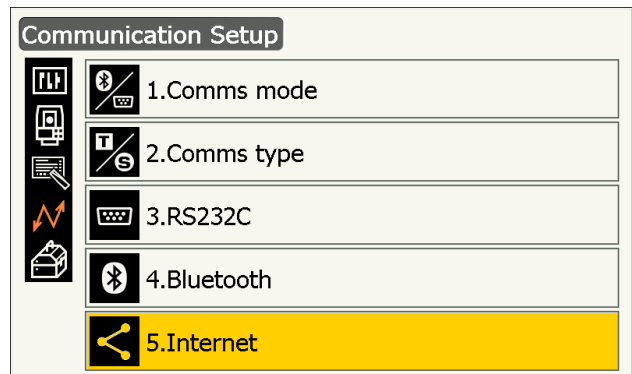 Communication Setup
1.Comms mode
T
S
2.Comms type
3.RS232C
4.Bluetooth
5.Internet